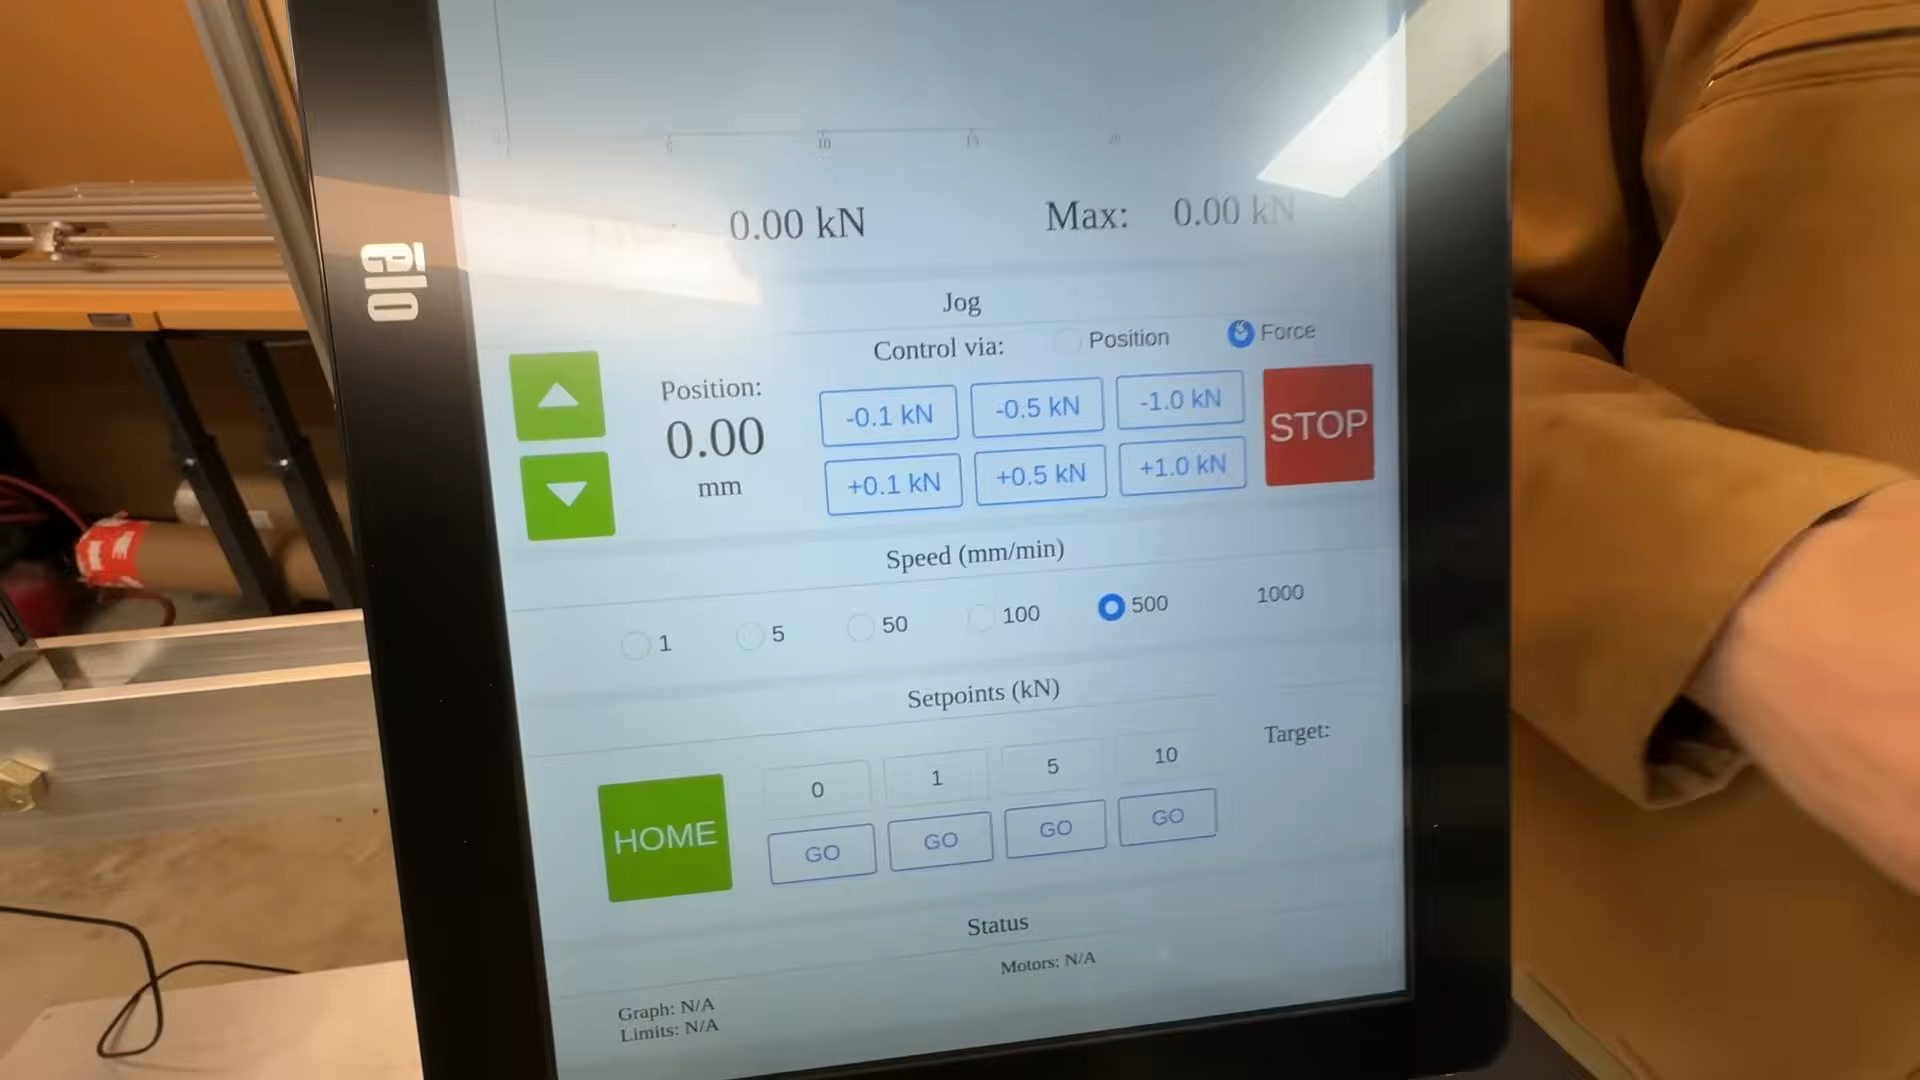 elo
10
15
20
0.00 kN Max: 0.00 kN
Jog
Control via: Position Force
Position:
0.00
mm
-0.1 kN -0.5 kN -1.0 kN
+0.1 kN +0.5 kN +1.0 kN
STOP
Speed (mm/min)
1 5 50 100 500 1000
Setpoints (kN)
HOME
0 1 5 10
GO GO GO GO
Target:
Status
Motors: N/A
Graph: N/A
Limits: N/A